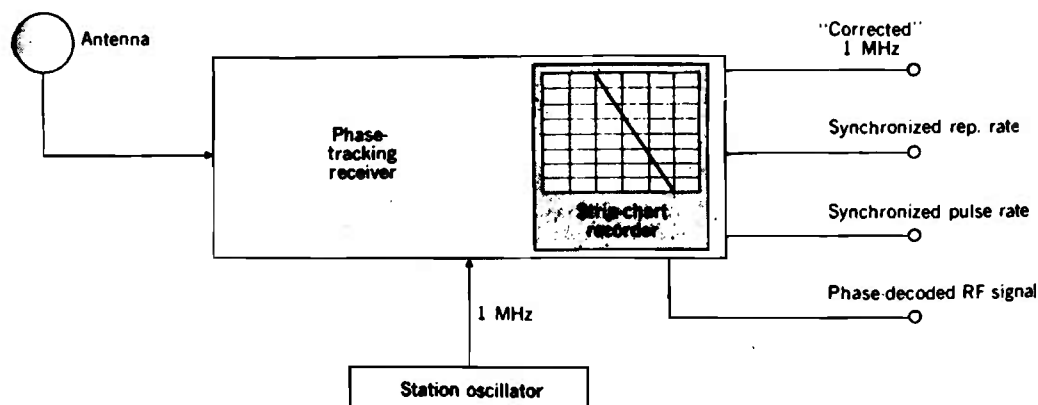 Antenna
Phase-
tracking
receiver
Strip-chart
recorder
"Corrected"
1 MHz
Synchronized rep. rate
Synchronized pulse rate
Phase-decoded RF signal
1 MHz
Station oscillator